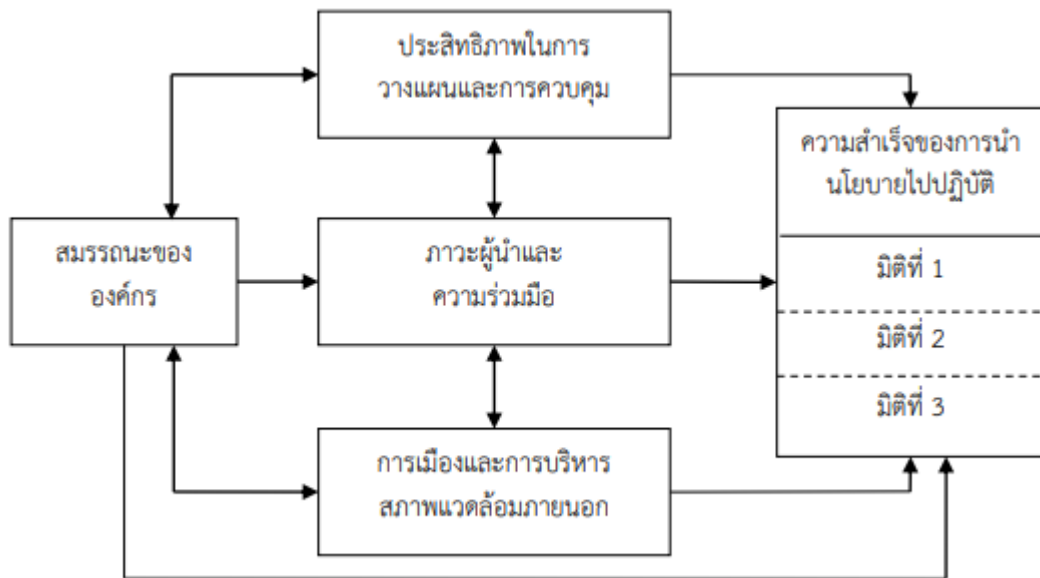 ประสิทธิภาพในการ
วางแผนและการควบคุม
ความสำเร็จของการนำ
นโยบายไปปฏิบัติ
สมรรถนะของ
องค์กร
ภาวะผู้นำและ
ความร่วมมือ
มิติที่ 1
มิติที่ 2
มิติที่ 3
การเมืองและการบริหาร
สภาพแวดล้อมภายนอก